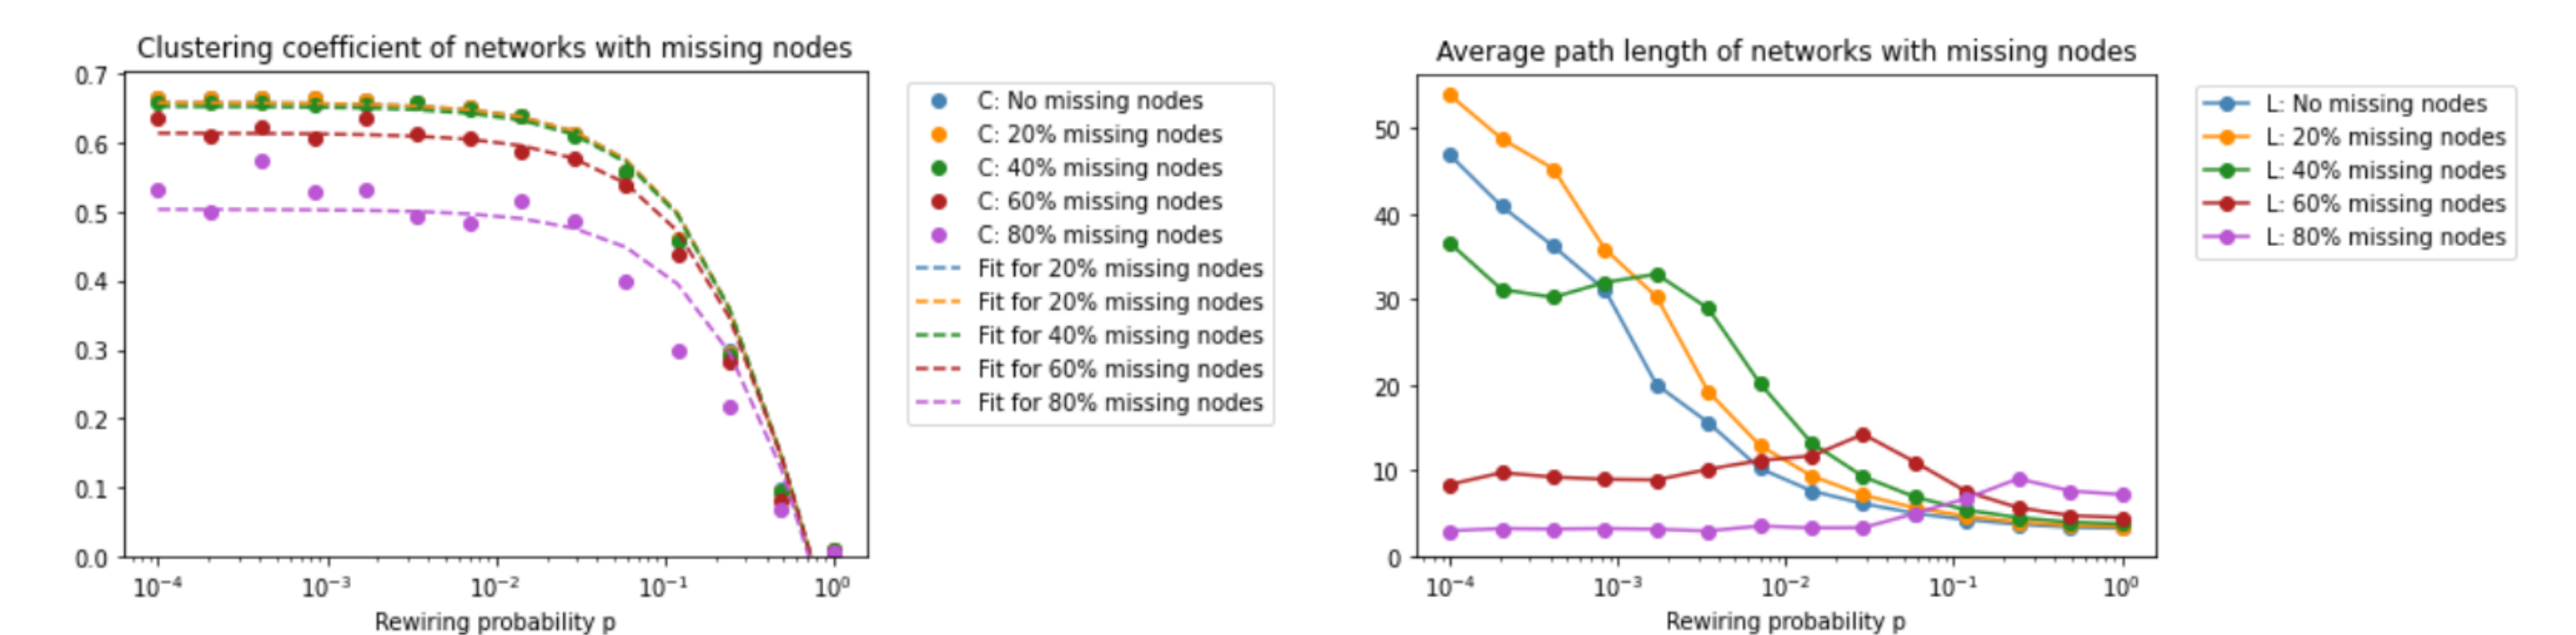 Clustering coefficient of networks with missing nodes
0.7
0.6
0.5
0.4
0.3
0.2
0.1
0.0
10⁻⁴
10⁻³
10⁻²
10⁻¹
10⁰
Rewiring probability p
C: No missing nodes
C: 20% missing nodes
C: 40% missing nodes
C: 60% missing nodes
C: 80% missing nodes
Fit for 20% missing nodes
Fit for 20% missing nodes
Fit for 40% missing nodes
Fit for 60% missing nodes
Fit for 80% missing nodes
Average path length of networks with missing nodes
50
40
30
20
10
0
10⁻⁴
10⁻³
10⁻²
10⁻¹
10⁰
Rewiring probability p
L: No missing nodes
L: 20% missing nodes
L: 40% missing nodes
L: 60% missing nodes
L: 80% missing nodes